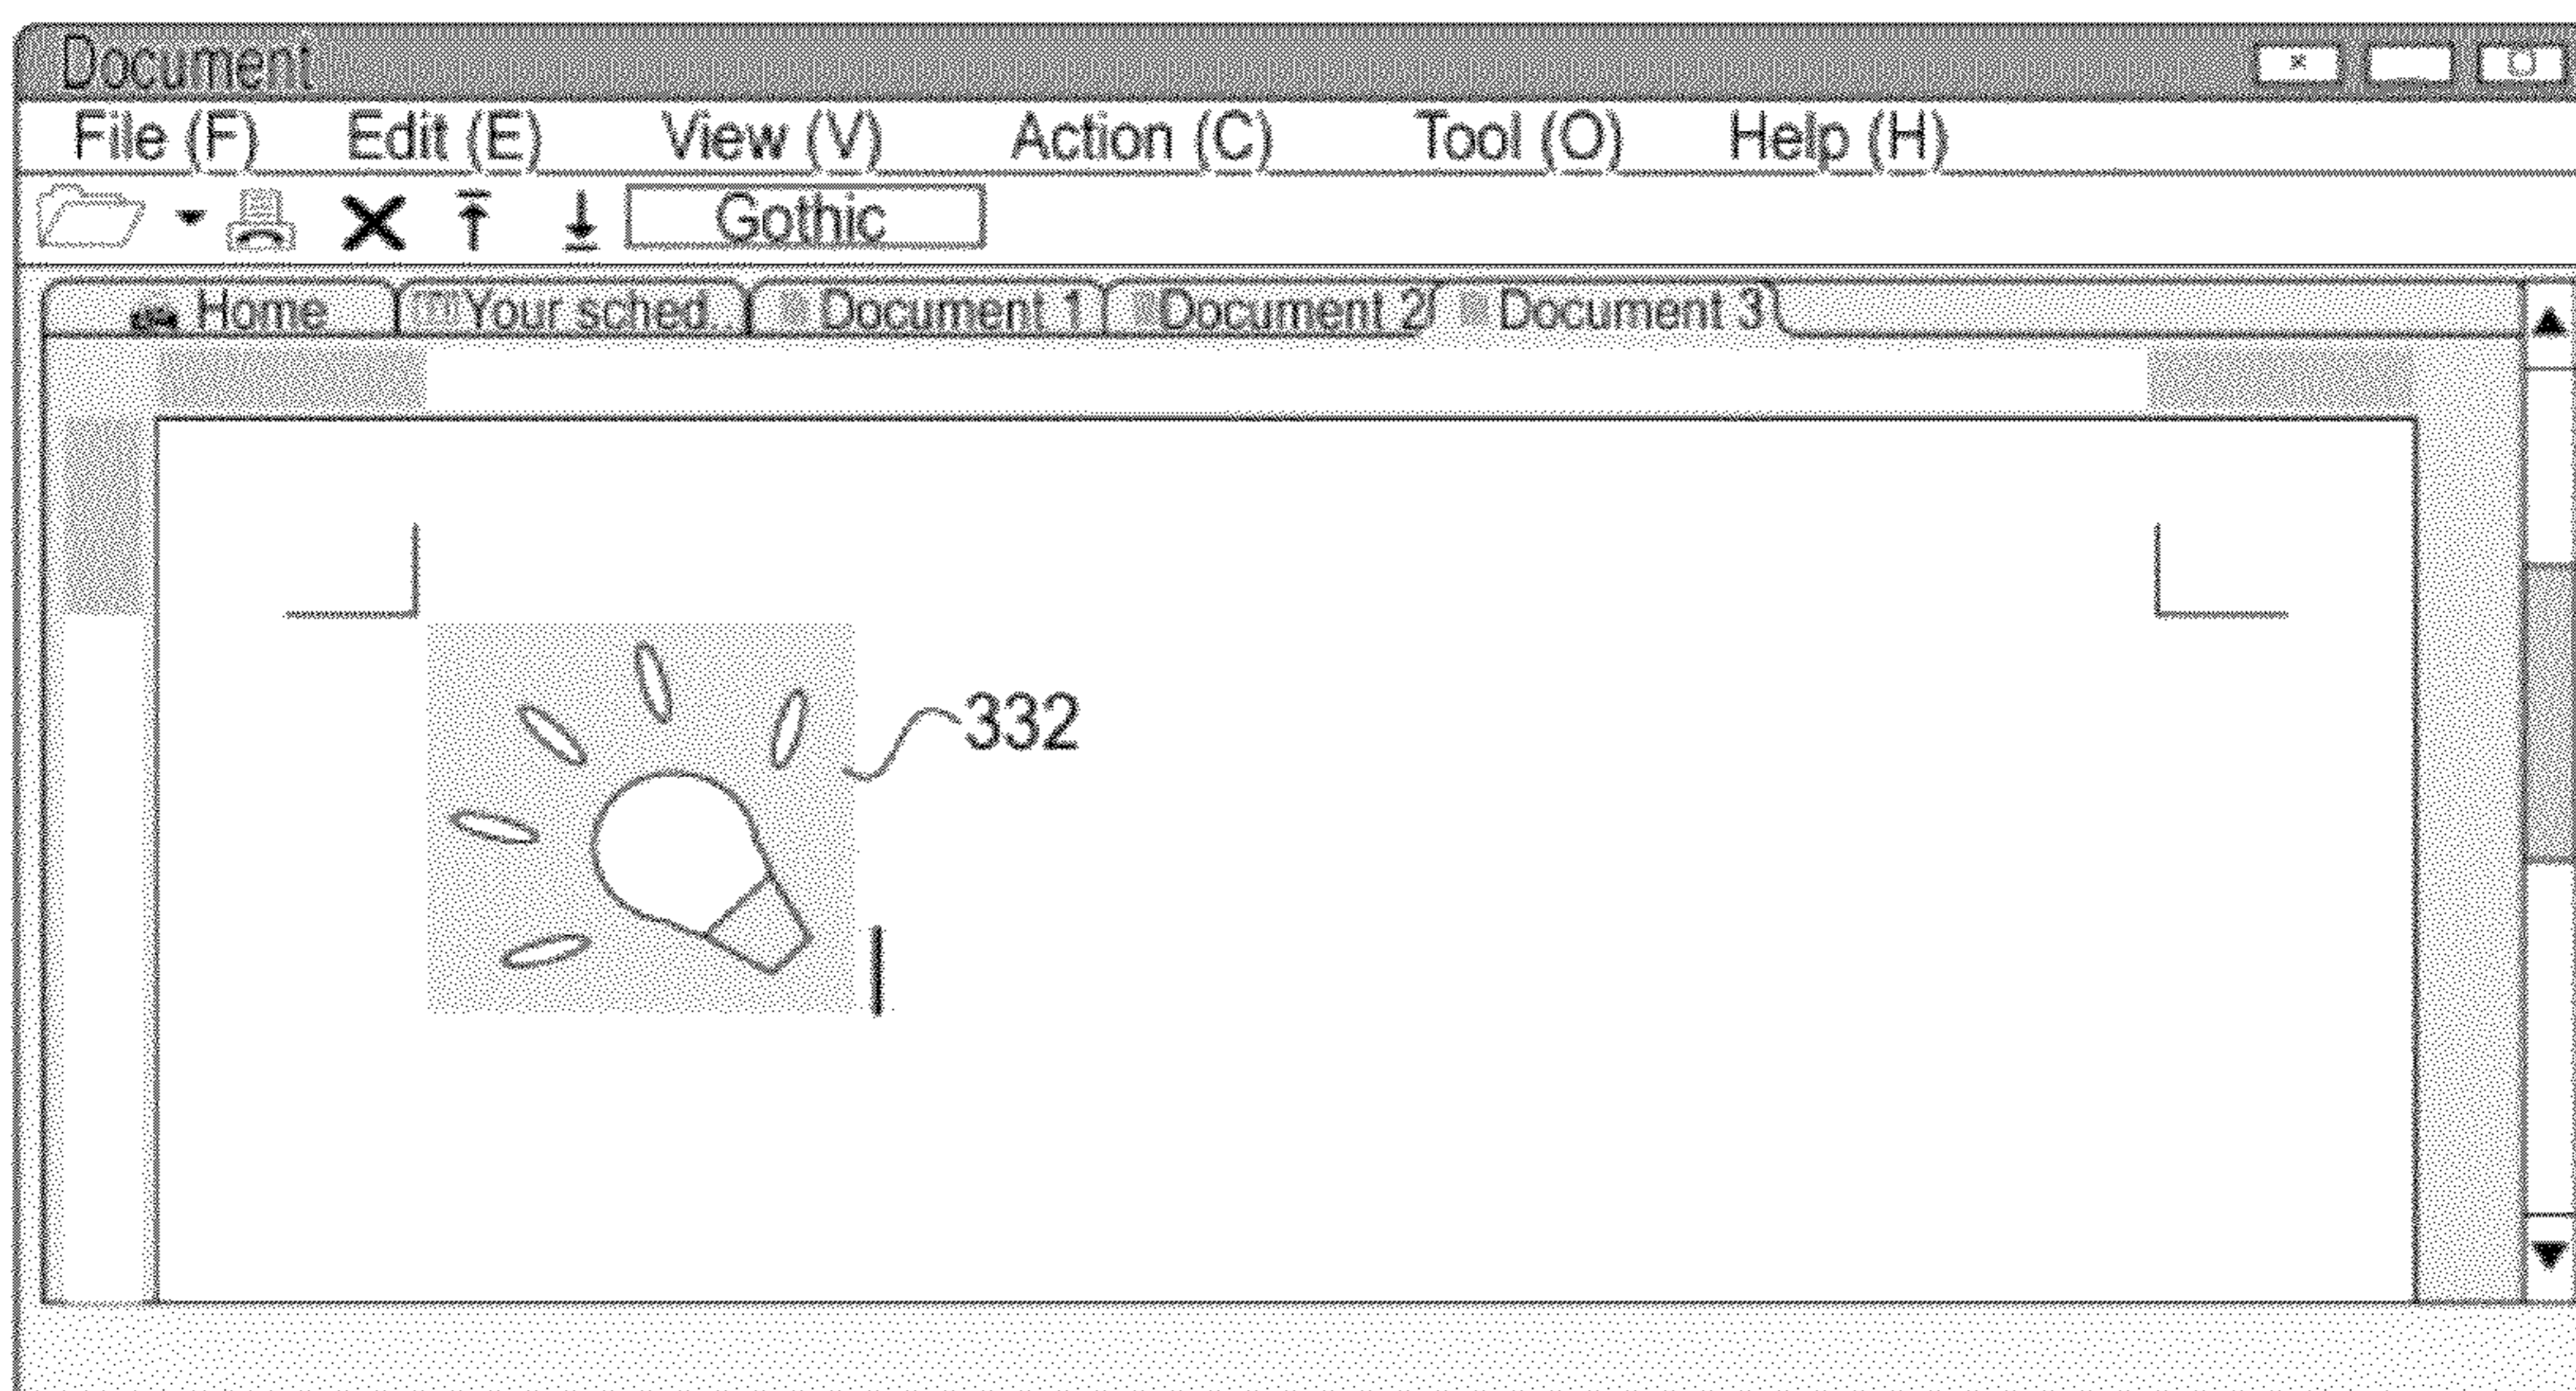 Document
File (F) Edit (E) View (V) Action (C) Tool (O) Help (H)
Gothic
Home Your sched.. Document 1 Document 2 Document 3
332